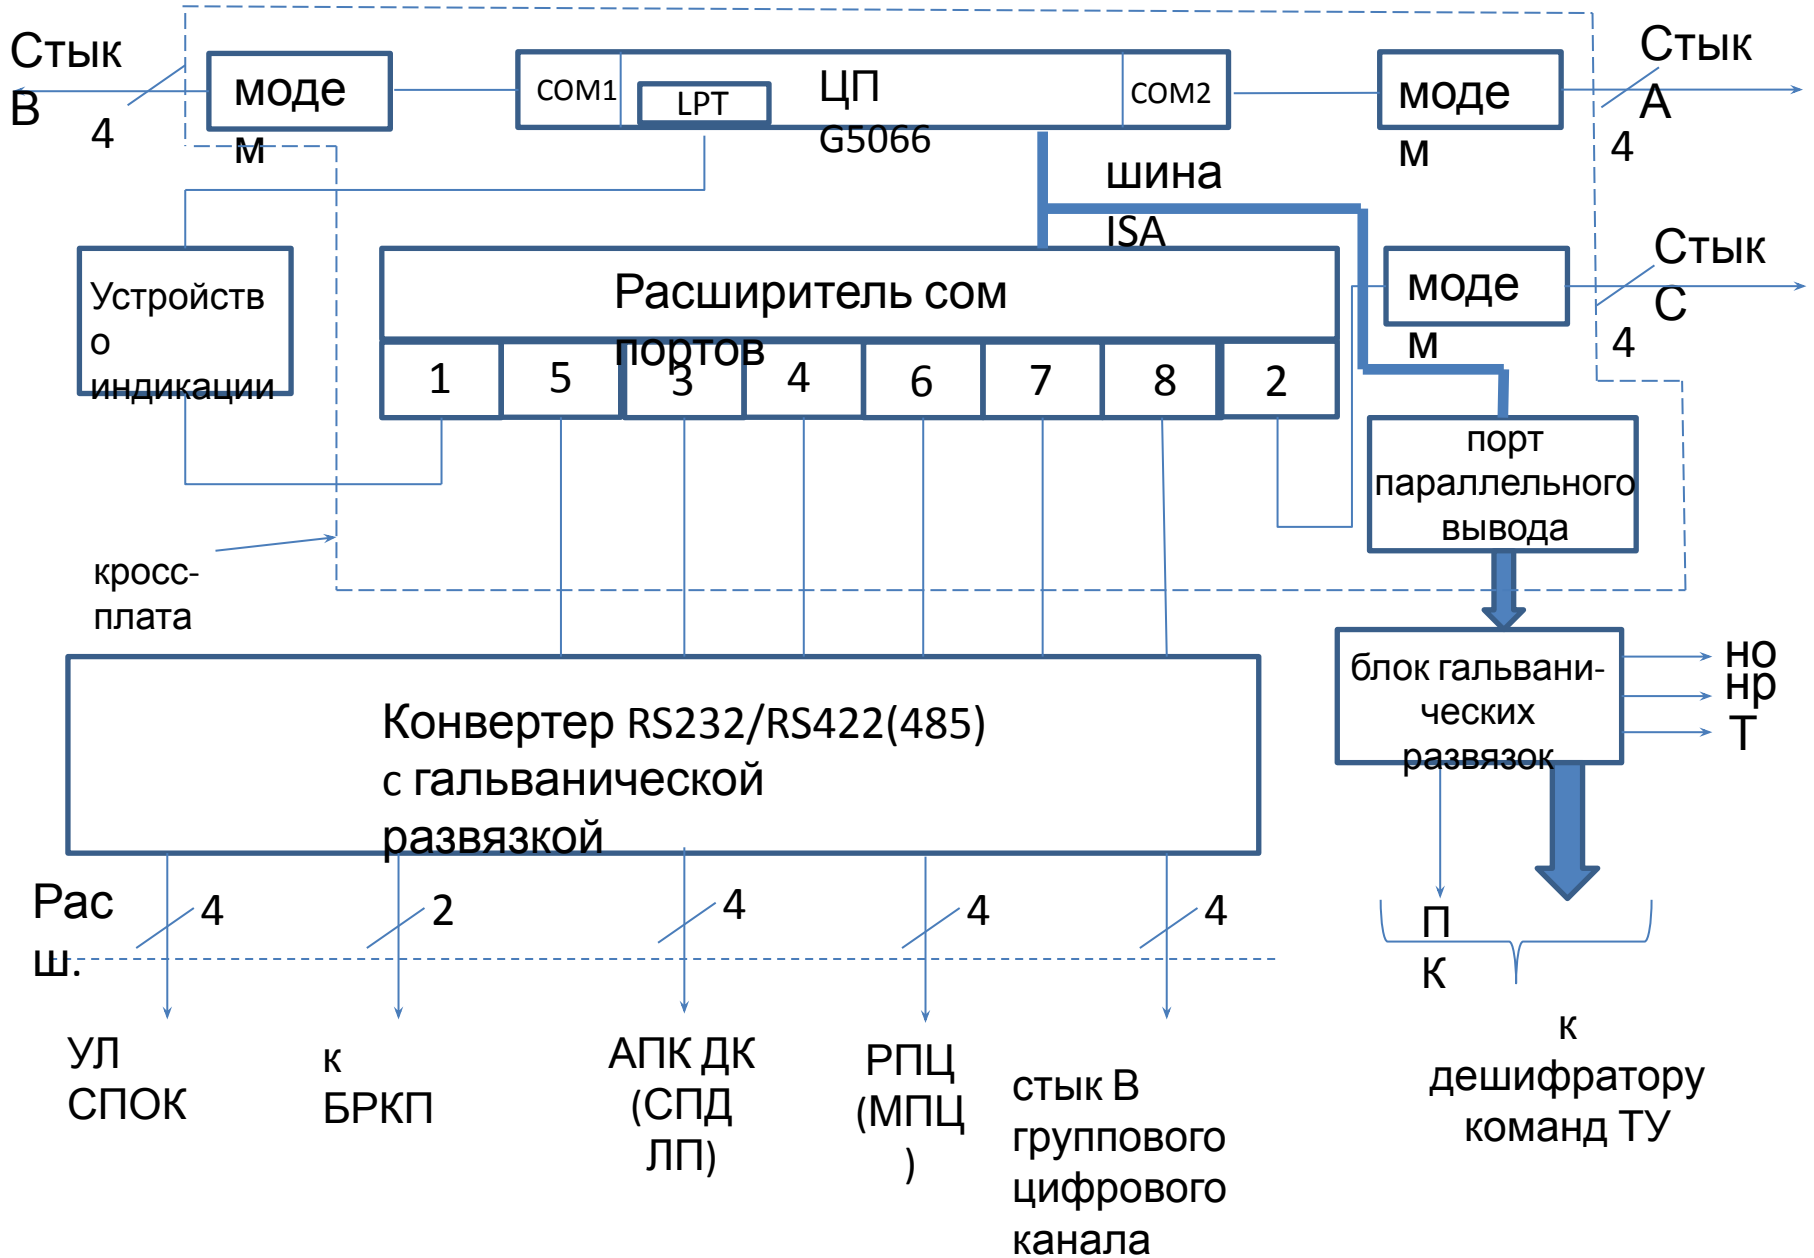 Стык
В
4
моде
м
COM1
LPT
ЦП
G5066
COM2
моде
м
Стык
А
4
шина
ISA
Устройств
о
индикации
Расширитель сом
портов
1
5
3
4
6
7
8
2
моде
м
Стык
С
4
порт
параллельного
вывода
кросс-
плата
Конвертер RS232/RS422(485)
с гальванической
развязкой
блок гальвани-
ческих
развязок
но
нр
Т
Рас
ш.
4
2
4
4
4
П
К
УЛ
СПОК
к
БРКП
АПК ДК
(СПД
ЛП)
РПЦ
(МПЦ
)
стык В
группового
цифрового
канала
к
дешифратору
команд ТУ